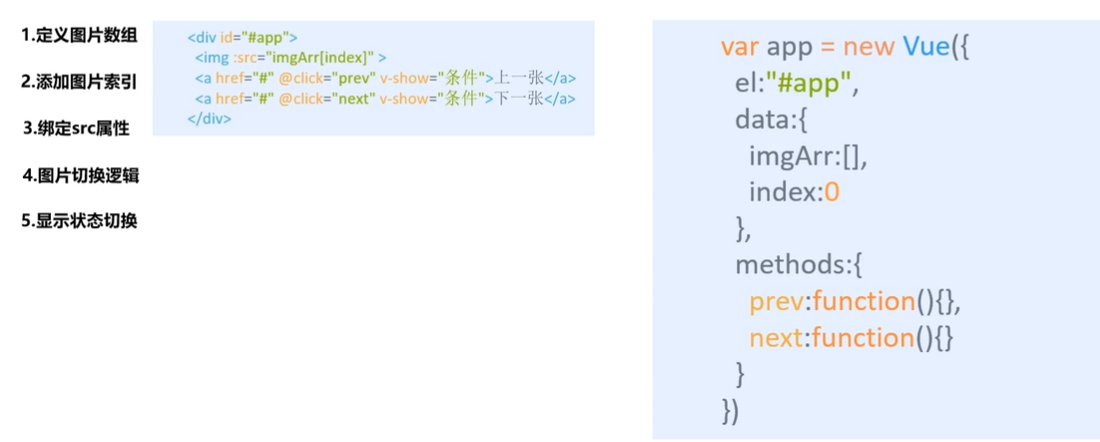 1.定义图片数组
2.添加图片索引
3.绑定src属性
4.图片切换逻辑
5.显示状态切换
<div id="#app">
<img :src="imgArr[index]" >
<a href="#" @click="prev" v-show="条件">上一张</a>
<a href="#" @click="next" v-show="条件">下一张</a>
</div>
var app = new Vue({
el:"#app",
data:{
imgArr:[],
index:0
},
methods:{
prev:function(){},
next:function(){}
}
})